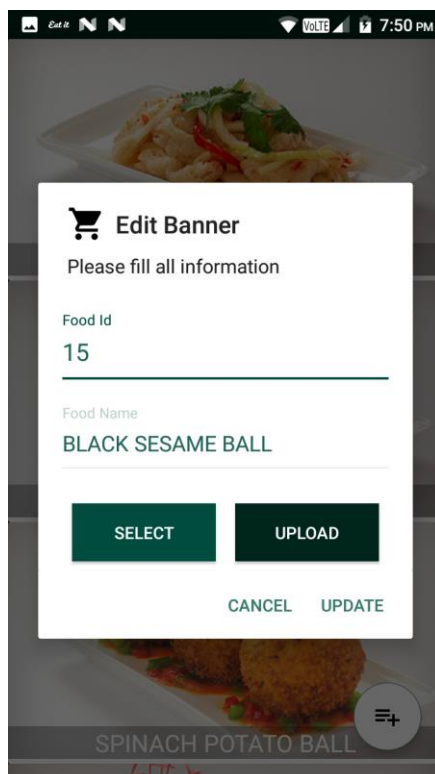 Eat it N N VoLTE 7:50 PM
Edit Banner
Please fill all information
Food Id
15
Food Name
BLACK SESAME BALL
SELECT UPLOAD
CANCEL UPDATE
SPINACH POTATO BALL